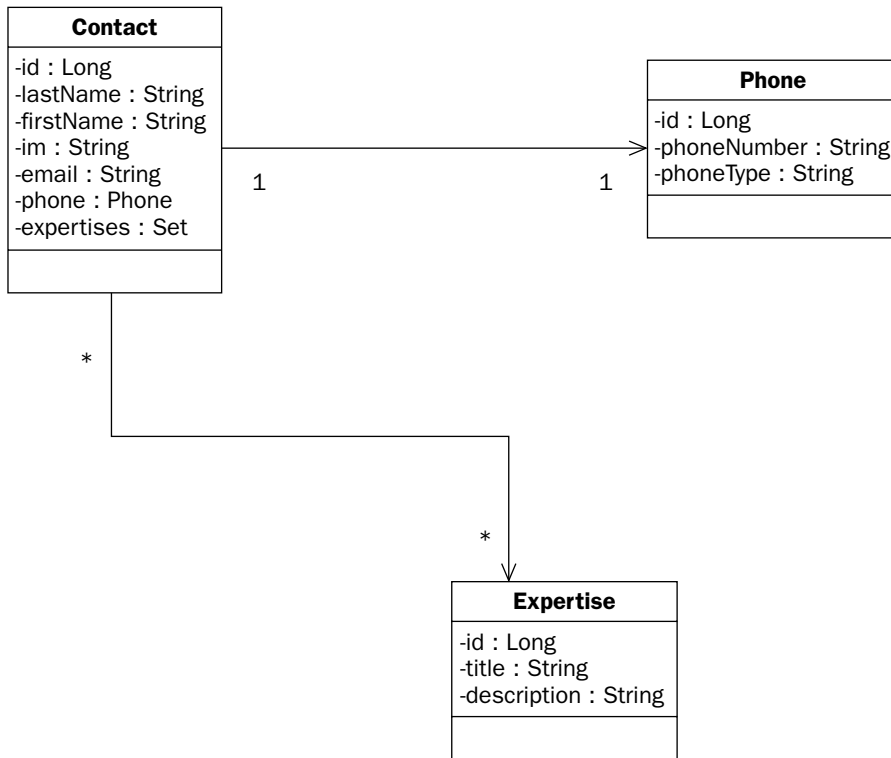 Contact
-id : Long
-lastName : String
-firstName : String
-im : String
-email : String
-phone : Phone
-expertises : Set
Phone
-id : Long
-phoneNumber : String
-phoneType : String
1
1
*
*
Expertise
-id : Long
-title : String
-description : String